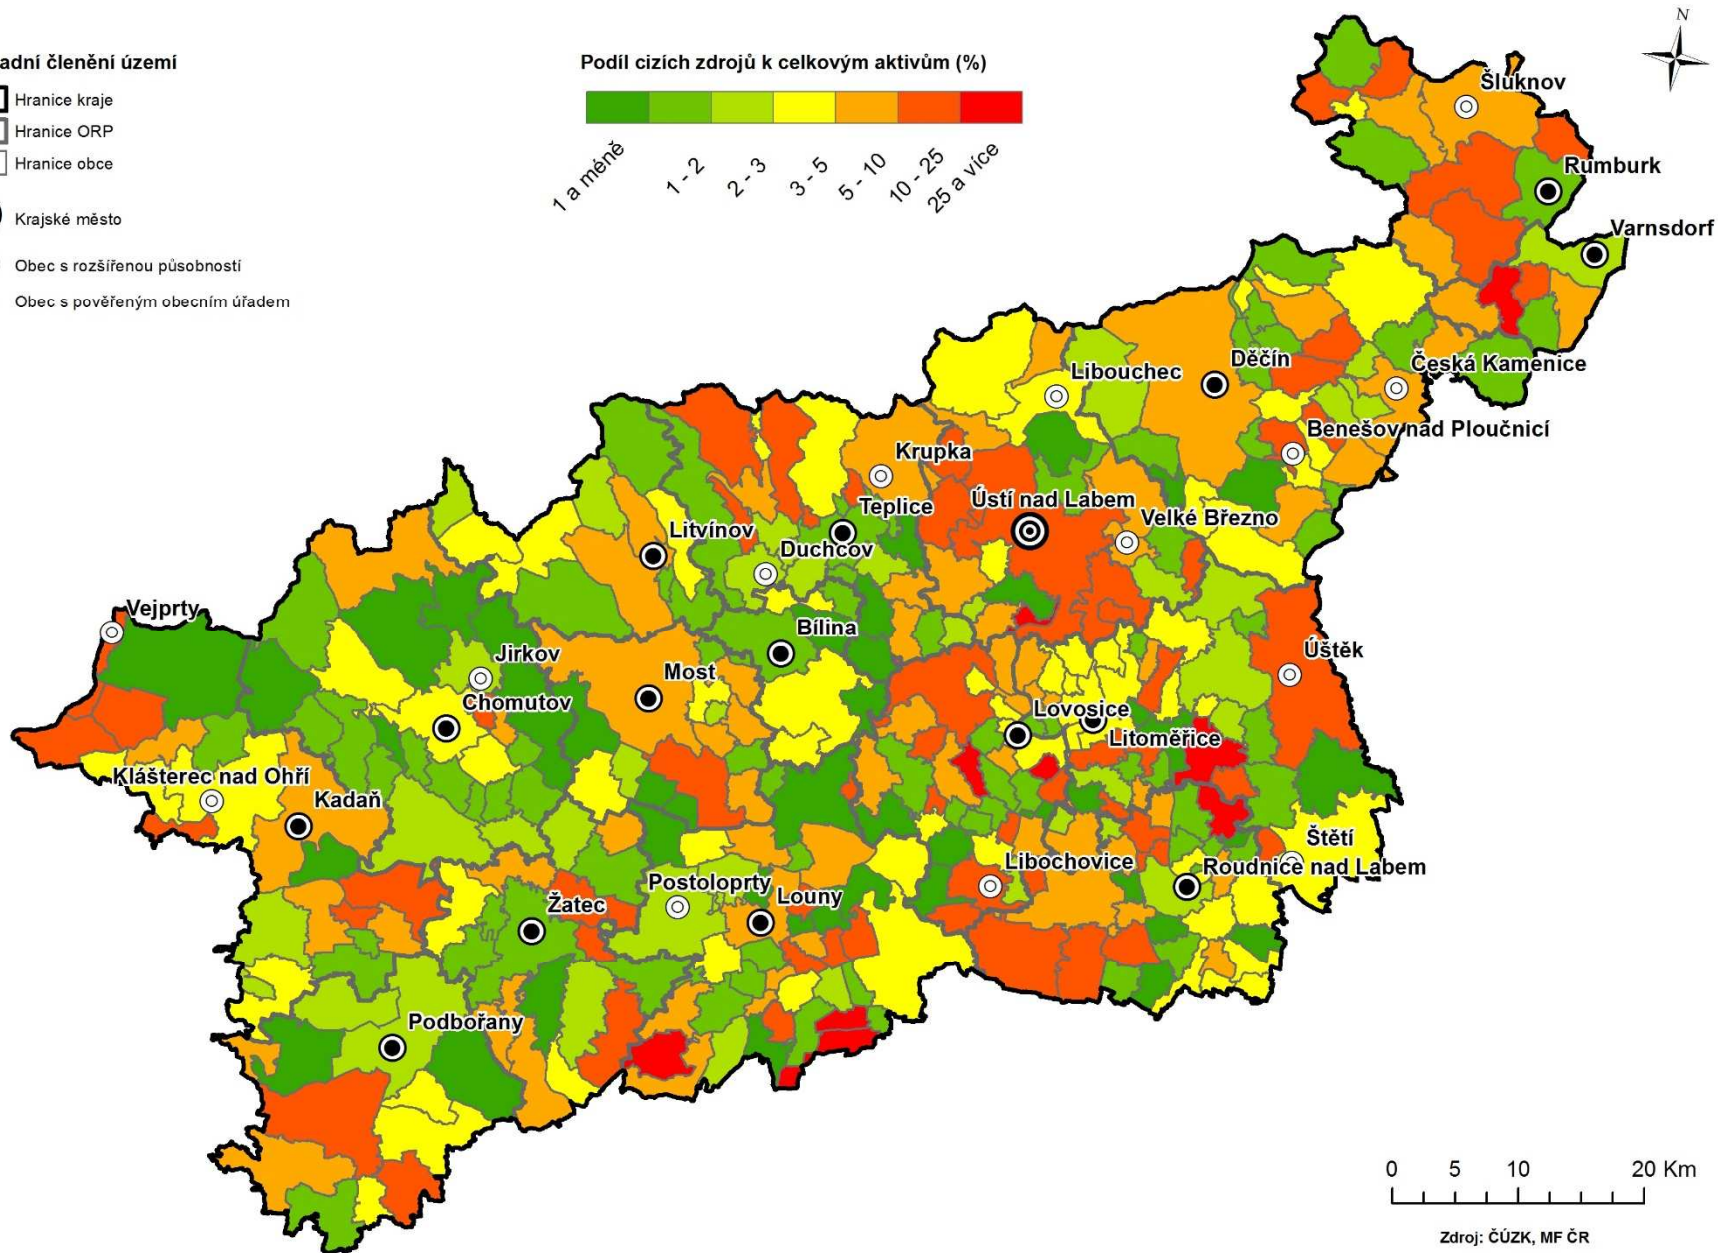 adní členění území
Hranice kraje
Hranice ORP
Hranice obce
Krajské město
Obec s rozšířenou působností
Obec s pověřeným obecním úřadem
Podíl cizích zdrojů k celkovým aktivům (%)
1 a méně
1 - 2
2 - 3
3 - 5
5 - 10
10 - 25
25 a více
N
Šluknov
Rumburk
Varnsdorf
Děčín
Česká Kamenice
Libouchec
Benešov nad Ploučnicí
Krupka
Teplice
Ústí nad Labem
Velké Březno
Litvínov
Duchcov
Vejprty
Bílina
Jirkov
Most
Úštěk
Chomutov
Lovosice
Litoměřice
Klášterec nad Ohří
Kadaň
Štětí
Libochovice
Roudnice nad Labem
Postoloprty
Louny
Žatec
Podbořany
0 5 10 20 Km
Zdroj: ČÚZK, MF ČR